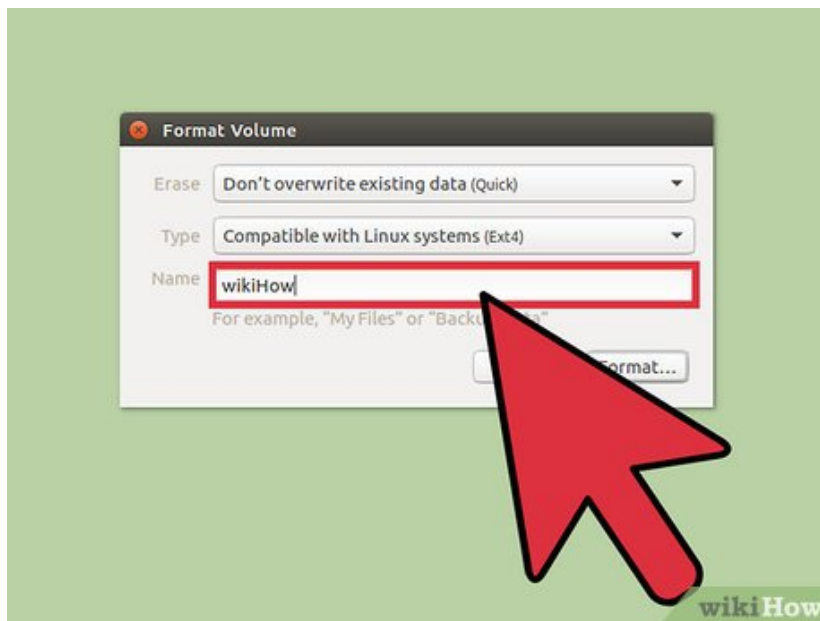 Format Volume
Erase Don't overwrite existing data (Quick)
Type Compatible with Linux systems (Ext4)
Name wikiHow
For example, "My Files" or
Format...
wikiHow